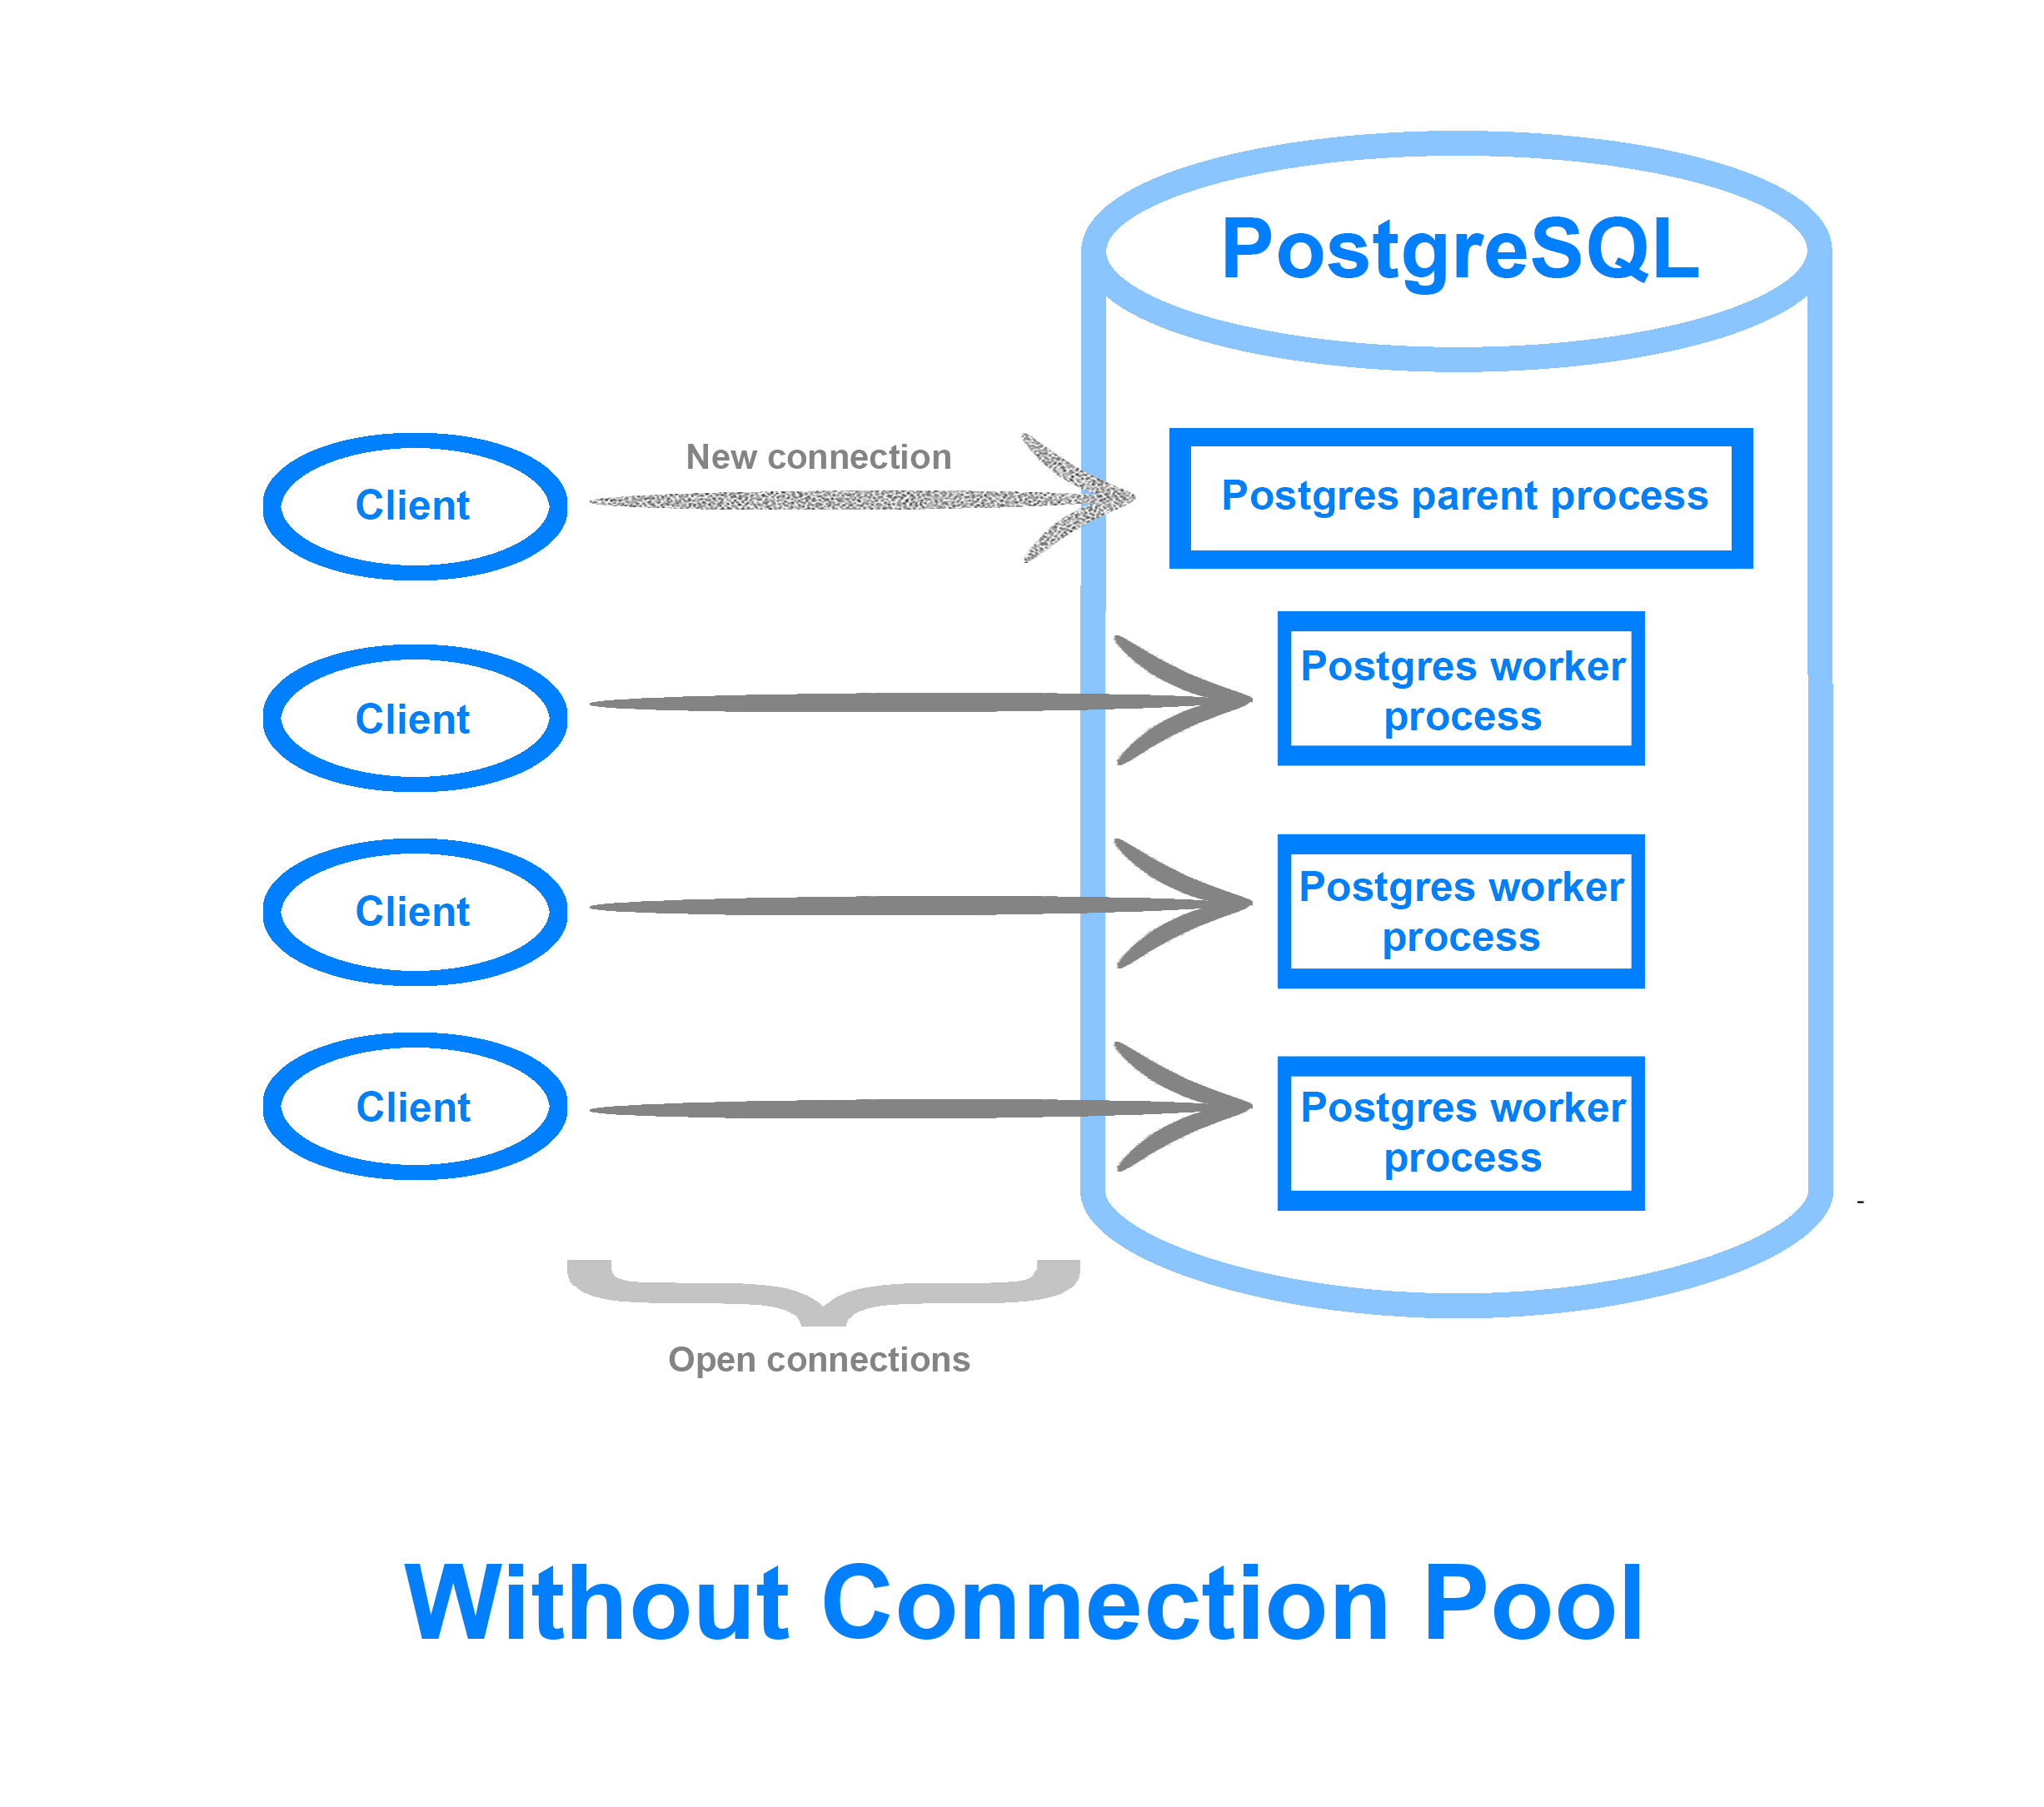 PostgreSQL
Client
New connection
Postgres parent process
Client
Postgres worker
process
Client
Postgres worker
process
Client
Postgres worker
process
-
Open connections
Without Connection Pool